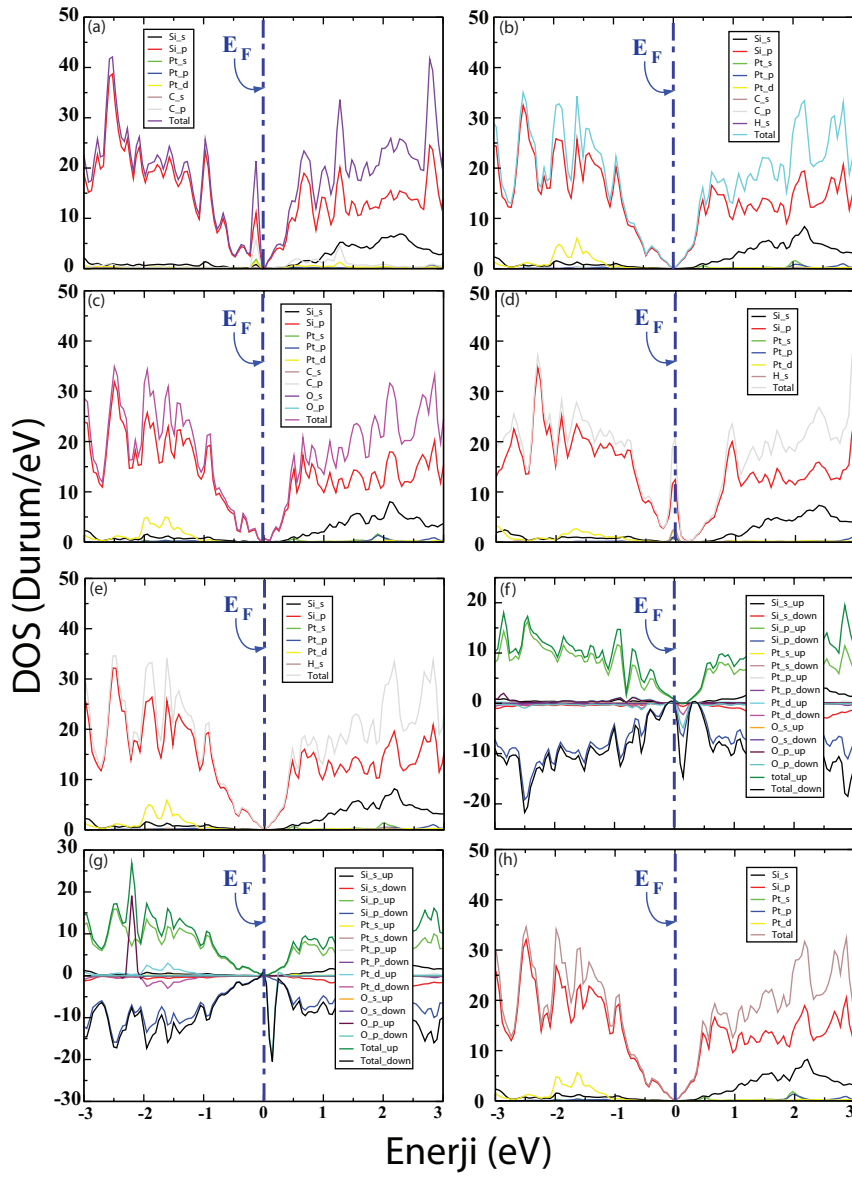 (a)
Si_s
Si_p
Pt_s
Pt_p
Pt_d
C_s
C_p
Total
E F
50
40
30
20
10
0
(b)
Si_s
Si_p
Pt_s
Pt_p
Pt_d
C_s
C_p
H_s
Total
E F
50
40
30
20
10
0
(c)
Si_s
Si_p
Pt_s
Pt_p
Pt_d
C_s
C_p
O_s
O_p
Total
E F
50
40
30
20
10
0
(d)
Si_s
Si_p
Pt_s
Pt_p
Pt_d
H_s
Total
E F
50
40
30
20
10
0
DOS (Durum/eV)
(e)
Si_s
Si_p
Pt_s
Pt_p
Pt_d
H_s
Total
E F
50
40
30
20
10
0
(f)
Si_s_up
Si_s_down
Si_p_up
Si_p_down
Pt_s_up
Pt_s_down
Pt_p_up
Pt_p_down
Pt_d_up
Pt_d_down
O_s_up
O_s_down
O_p_up
O_p_down
total_up
Total_down
E F
20
10
0
-10
-20
(g)
Si_s_up
Si_s_down
Si_p_up
Si_p_down
Pt_s_up
Pt_s_down
Pt_p_up
Pt_P_down
Pt_d_up
Pt_d_down
O_s_up
O_s_down
O_p_up
O_p_down
Total_up
Total_down
E F
30
20
10
0
-10
-20
-30
-3 -2 -1 0 1 2 3
(h)
Si_s
Si_p
Pt_s
Pt_p
Pt_d
Total
E F
50
40
30
20
10
0
-3 -2 -1 0 1 2 3
Enerji (eV)